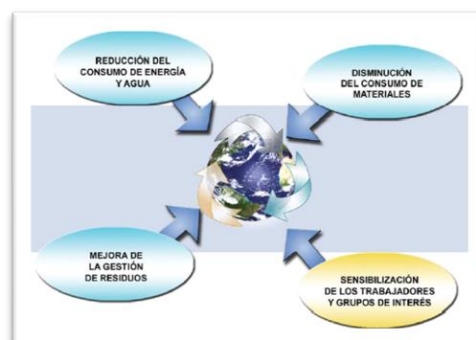 REDUCCIÓN DEL
CONSUMO DE ENERGÍA
Y AGUA
DISMINUCIÓN
DEL CONSUMO DE
MATERIALES
MEJORA DE
LA GESTIÓN
DE RESIDUOS
SENSIBILIZACIÓN
DE LOS TRABAJADORES
Y GRUPOS DE INTERÉS